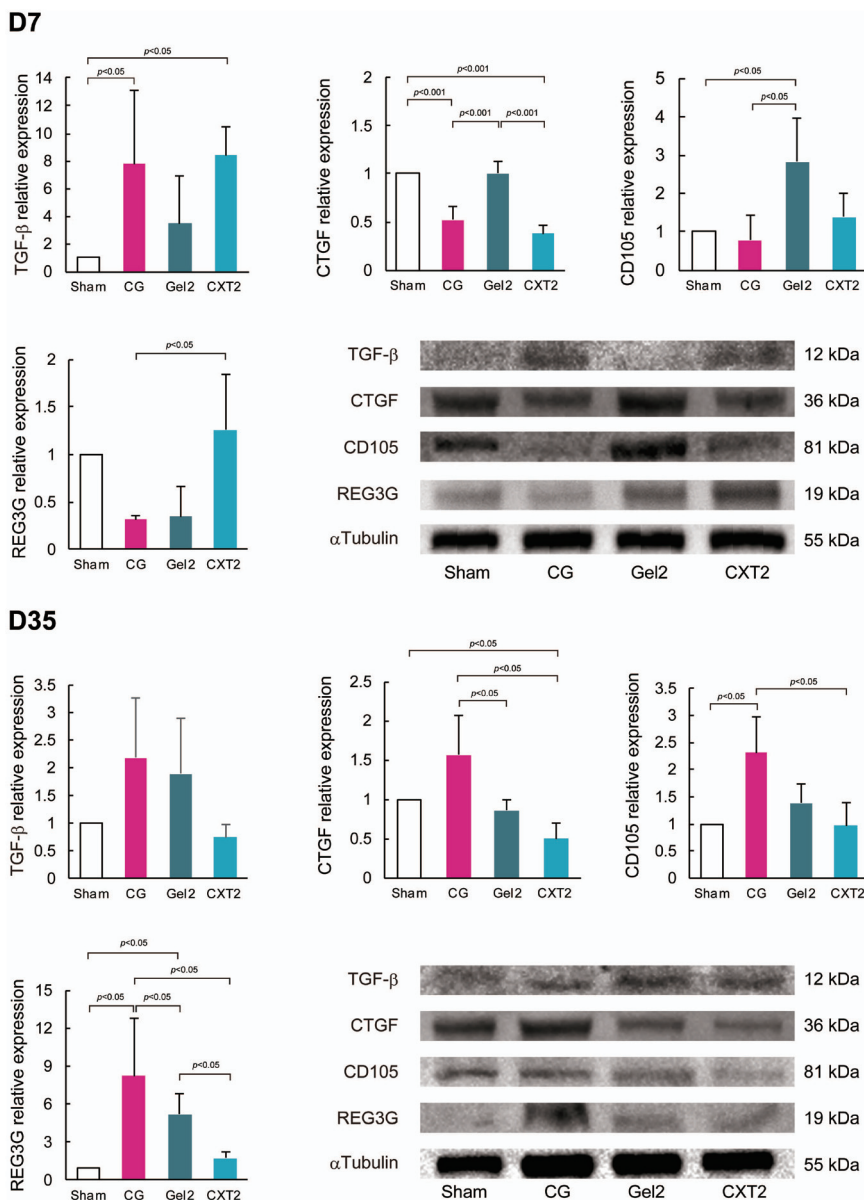 D7
p<0.05
p<0.05
14
12
10
8
6
4
2
0
TGF-β relative expression
Sham CG Gel2 CXT2
p<0.001
p<0.001
p<0.001 p<0.001
2
1.5
1
0.5
0
CTGF relative expression
Sham CG Gel2 CXT2
p<0.05
p<0.05
5
4
3
2
1
0
CD105 relative expression
Sham CG Gel2 CXT2
p<0.05
2
1.5
1
0.5
0
REG3G relative expression
Sham CG Gel2 CXT2
TGF-β 12 kDa
CTGF 36 kDa
CD105 81 kDa
REG3G 19 kDa
αTubulin 55 kDa
Sham CG Gel2 CXT2
D35
3.5
3
2.5
2
1.5
1
0.5
0
TGF-β relative expression
Sham CG Gel2 CXT2
p<0.05
p<0.05
p<0.05
2.5
2
1.5
1
0.5
0
CTGF relative expression
Sham CG Gel2 CXT2
p<0.05 p<0.05
3.5
3
2.5
2
1.5
1
0.5
0
CD105 relative expression
Sham CG Gel2 CXT2
p<0.05
p<0.05
p<0.05 p<0.05
p<0.05
15
12
9
6
3
0
REG3G relative expression
Sham CG Gel2 CXT2
TGF-β 12 kDa
CTGF 36 kDa
CD105 81 kDa
REG3G 19 kDa
αTubulin 55 kDa
Sham CG Gel2 CXT2